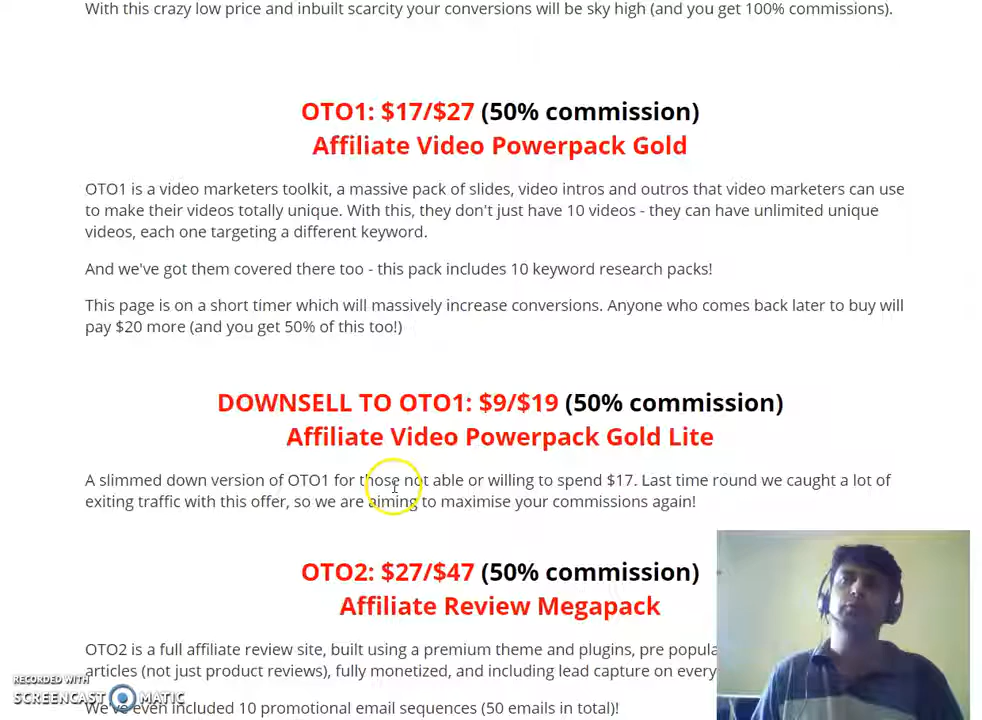 With this crazy low price and inbuilt scarcity your conversions will be sky high (and you get 100% commissions).
OTO1: $17/$27 (50% commission)
Affiliate Video Powerpack Gold
OTO1 is a video marketers toolkit, a massive pack of slides, video intros and outros that video marketers can use
to make their videos totally unique. With this, they don't just have 10 videos - they can have unlimited unique
videos, each one targeting a different keyword.
And we've got them covered there too - this pack includes 10 keyword research packs!
This page is on a short timer which will massively increase conversions. Anyone who comes back later to buy will
pay $20 more (and you get 50% of this too!)
DOWNSELL TO OTO1: $9/$19 (50% commission)
Affiliate Video Powerpack Gold Lite
A slimmed down version of OTO1 for those not able or willing to spend $17. Last time round we caught a lot of
exiting traffic with this offer, so we are aiming to maximise your commissions again!
OTO2: $27/$47 (50% commission)
Affiliate Review Megapack
OTO2 is a full affiliate review site, built using a premium theme and plugins, pre popula
articles (not just product reviews), fully monetized, and including lead capture on every
We've even included 10 promotional email sequences (50 emails in total)!
RECORDED WITH
SCREENCAST MATIC